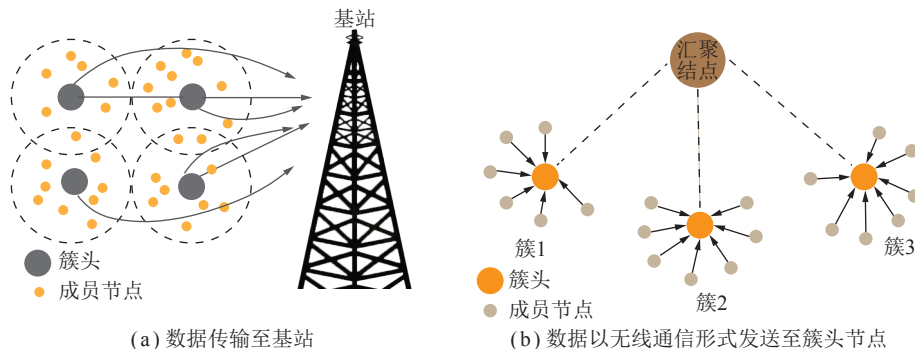 基站
簇头
成员节点
(a) 数据传输至基站
汇聚
结点
簇1
簇2
簇3
簇头
成员节点
(b) 数据以无线通信形式发送至簇头节点